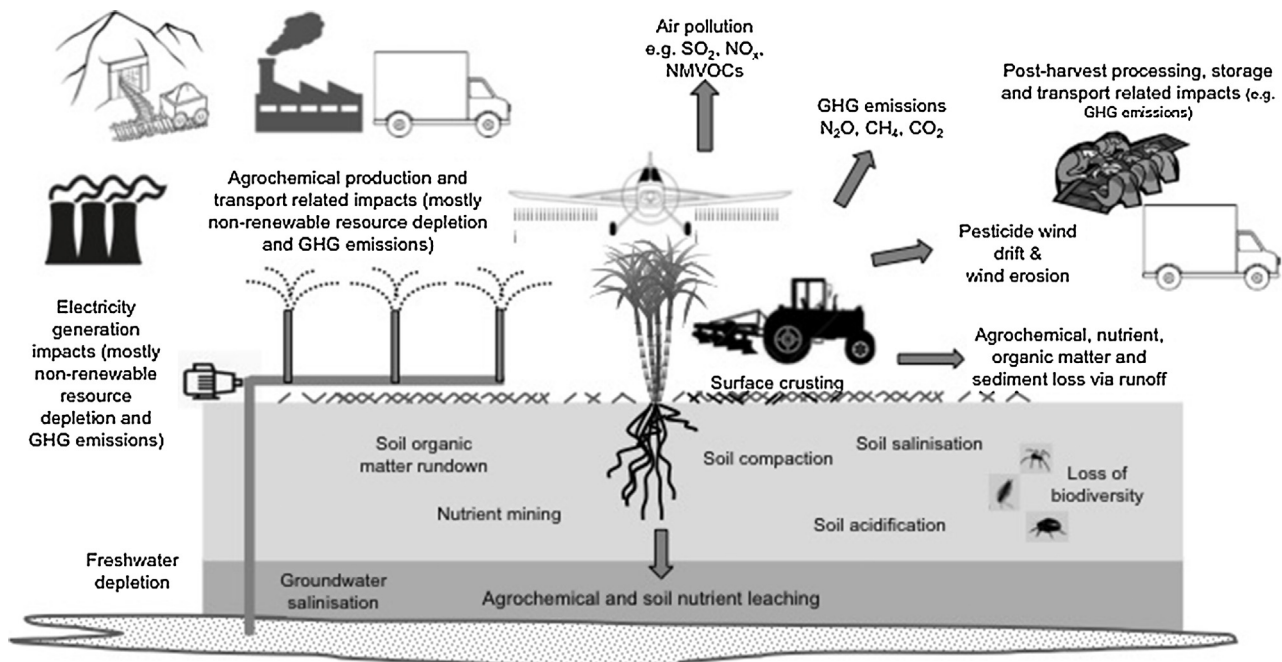 Air pollution
e.g. SO₂, NOₓ,
NMVOCs
GHG emissions
N₂O, CH₄, CO₂
Post-harvest processing, storage
and transport related impacts (e.g.
GHG emissions)
Agrochemical production and
transport related impacts (mostly
non-renewable resource depletion
and GHG emissions)
Pesticide wind
drift &
wind erosion
Electricity
generation
impacts (mostly
non-renewable
resource
depletion and
GHG emissions)
Agrochemical, nutrient,
organic matter and
sediment loss via runoff
Surface crusting
Soil organic
matter rundown
Soil compaction
Soil salinisation
Loss of
biodiversity
Nutrient mining
Soil acidification
Freshwater
depletion
Groundwater
salinisation
Agrochemical and soil nutrient leaching